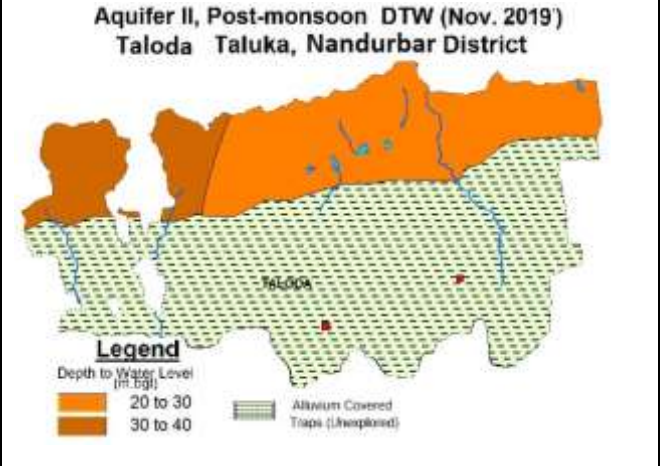 Aquifer II, Post-monsoon DTW (Nov. 2019)
Taloda Taluka, Nandurbar District
TALODA
Legend
Depth to Water Level
(m.bgl)
20 to 30
30 to 40
Alluvium Covered
Traps (Unexplored)